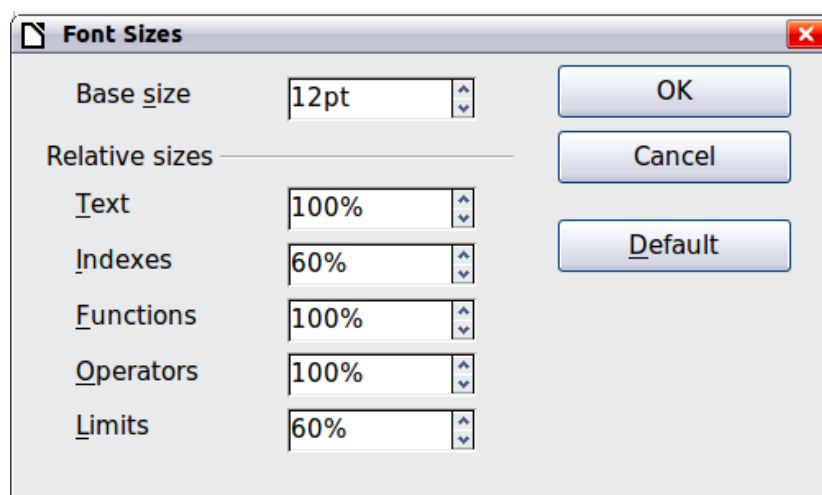 Font Sizes
Base size 12pt OK
Relative sizes Cancel
Text 100%
Indexes 60% Default
Functions 100%
Operators 100%
Limits 60%